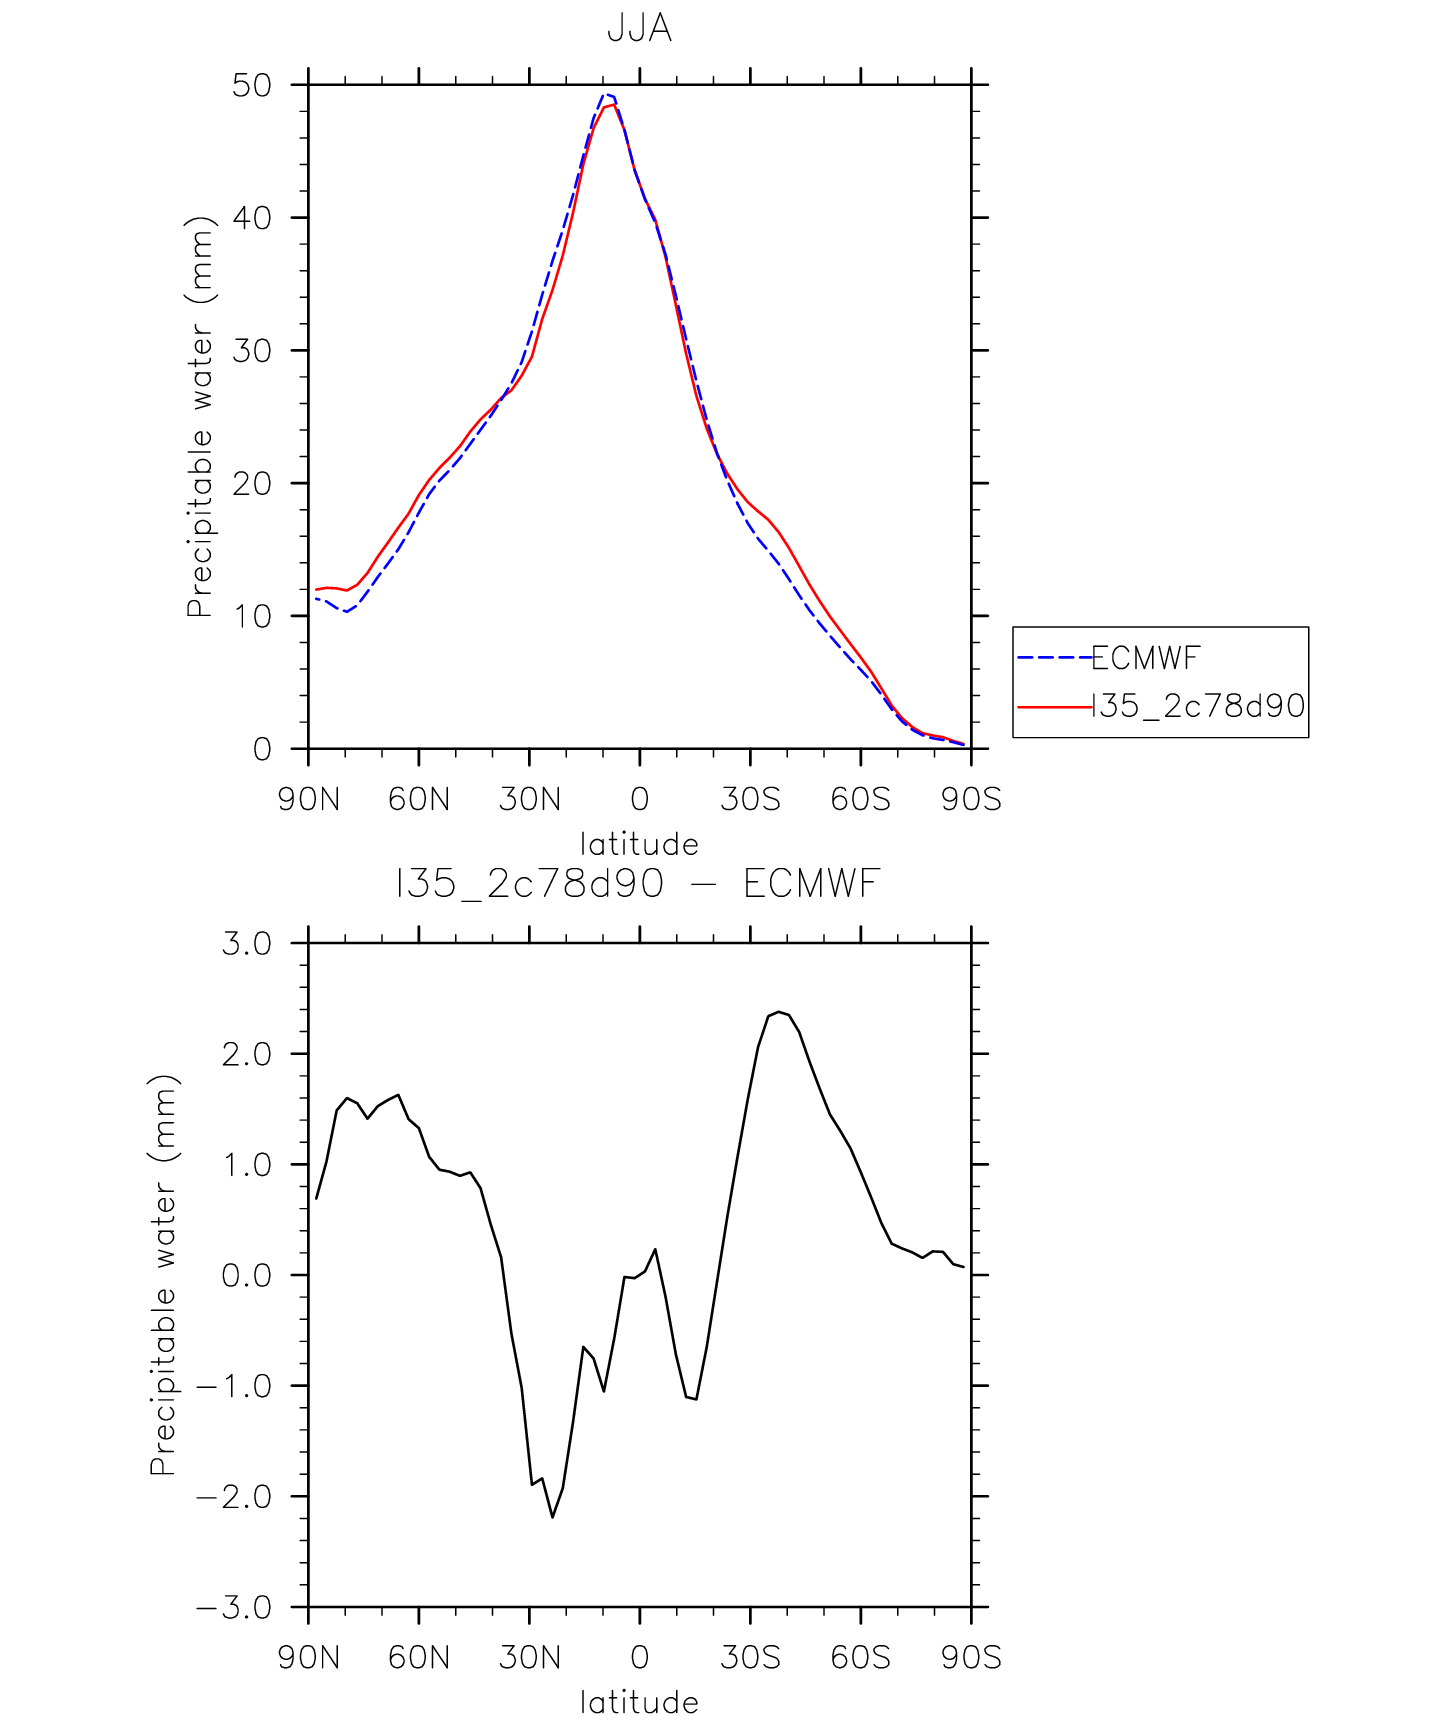 JJA
50
40
30
20
10
0
Precipitable water (mm)
90N 60N 30N 0 30S 60S 90S
latitude
ECMWF
I35_2c78d90
I35_2c78d90 − ECMWF
3.0
2.0
1.0
0.0
−1.0
−2.0
−3.0
Precipitable water (mm)
90N 60N 30N 0 30S 60S 90S
latitude